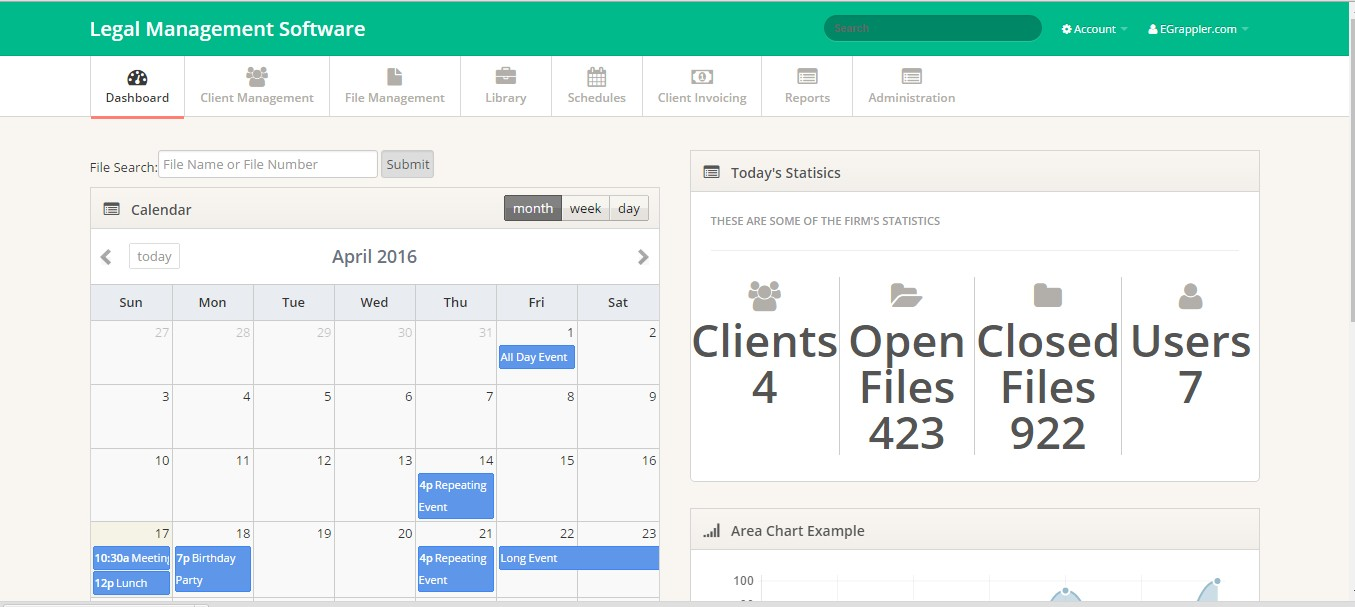 Legal Management Software
Search
Account
EGrappler.com
Dashboard
Client Management
File Management
Library
Schedules
Client Invoicing
Reports
Administration
File Search:
File Name or File Number
Submit
Calendar
month week day
today
April 2016
Sun Mon Tue Wed Thu Fri Sat
27 28 29 30 31 1 2
All Day Event
3 4 5 6 7 8 9
10 11 12 13 14 15 16
4p Repeating
Event
17 18 19 20 21 22 23
10:30a Meeting
12p Lunch
7p Birthday
Party
4p Repeating
Event
Long Event
Today's Statisics
THESE ARE SOME OF THE FIRM'S STATISTICS
Clients
4
Open
Files
423
Closed
Files
922
Users
7
Area Chart Example
100